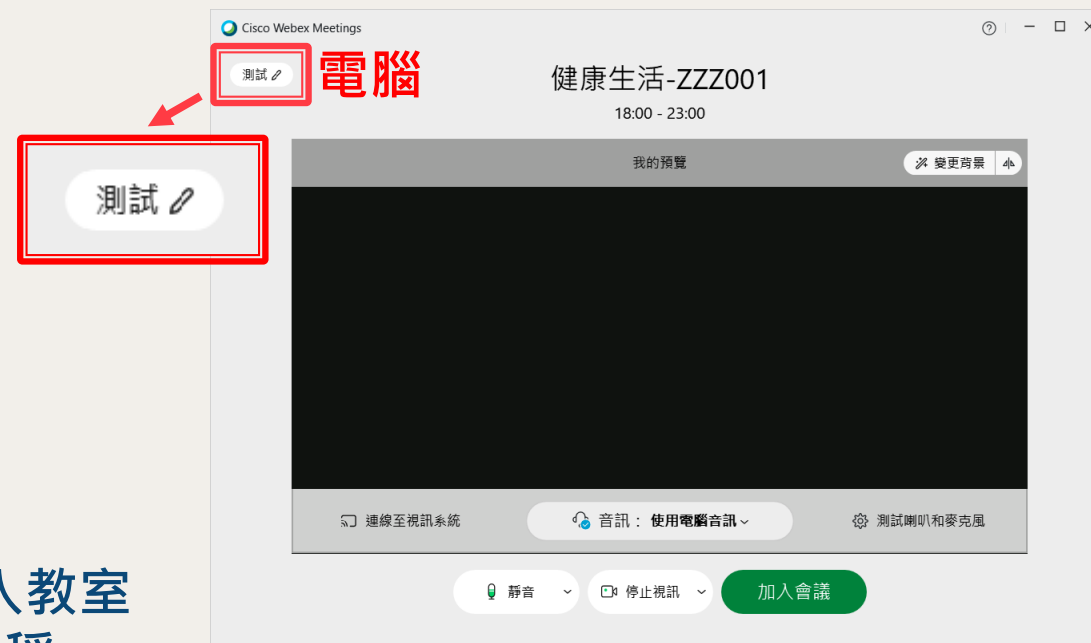 Cisco Webex Meetings
測試
電腦
健康生活-ZZZ001
18:00 - 23:00
測試
我的預覽
變更背景
連線至視訊系統
音訊： 使用電腦音訊
測試喇叭和麥克風
靜音
停止視訊
加入會議
入教室